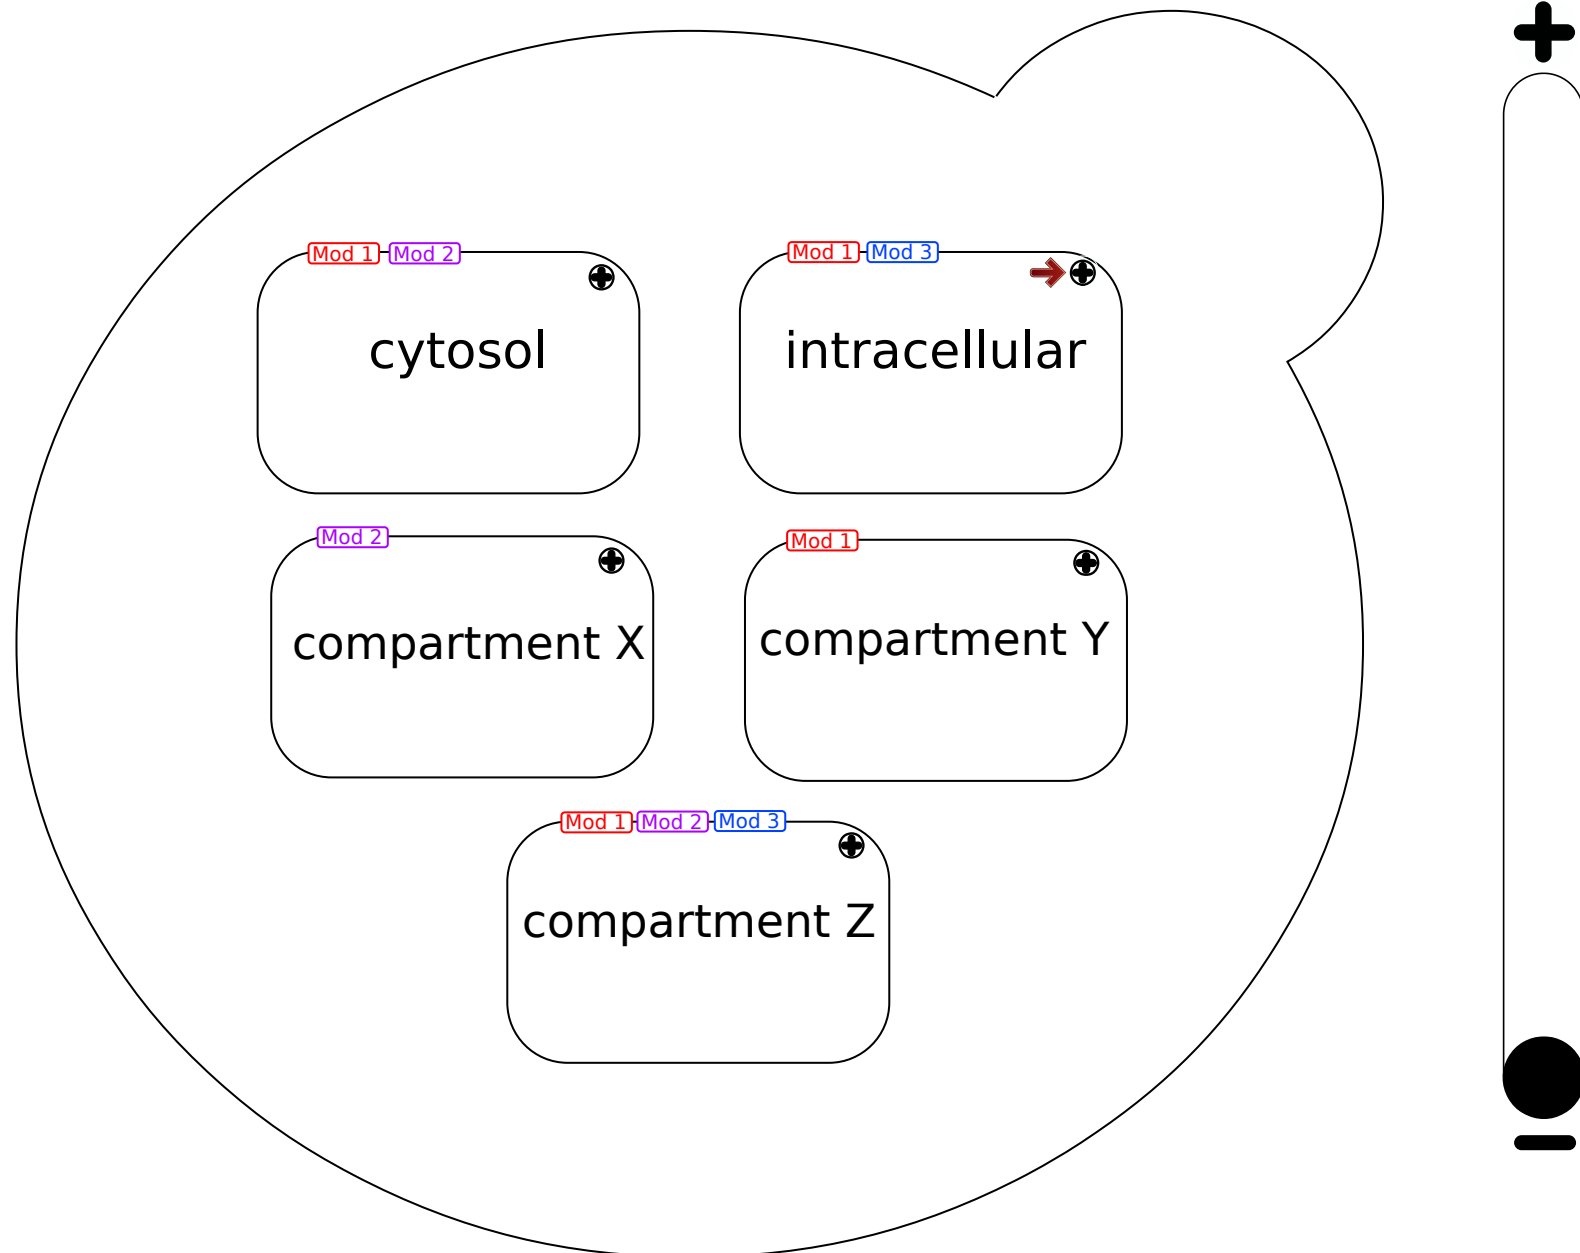 Mod 1 Mod 2
cytosol
Mod 1 Mod 3
intracellular
Mod 2
compartment X
Mod 1
compartment Y
Mod 1 Mod 2 Mod 3
compartment Z